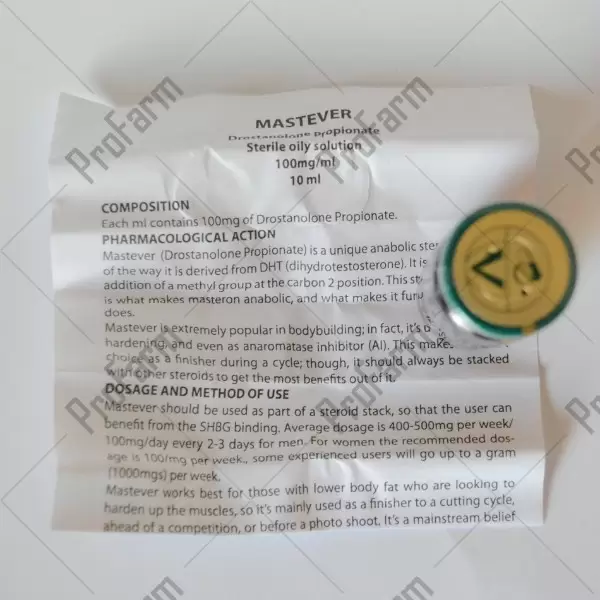 MASTEVER
Drostanolone propionate
Sterile oily solution
100mg/ml
10 ml
COMPOSITION
Each ml contains 100mg of Drostanolone Propionate.
PHARMACOLOGICAL ACTION
Mastever (Drostanolone Propionate) is a unique anabolic ster
of the way it is derived from DHT (dihydrotestosterone). It is
addition of a methyl group at the carbon 2 position. This st
is what makes masteron anabolic, and what makes it furt
does.
Mastever is extremely popular in bodybuilding; in fact, it's o
hardening, and even as anaromatase inhibitor (AI). This make
choice as a finisher during a cycle; though, it should always be stacked
with other steroids to get the most benefits out of it.
DOSAGE AND METHOD OF USE
Mastever should be used as part of a steroid stack, so that the user can
benefit from the SHBG binding. Average dosage is 400-500mg per week/
100mg/day every 2-3 days for men. For women the recommended dos-
age is 100/mg per week., some experienced users will go up to a gram
(1000mgs) per week.
Mastever works best for those with lower body fat who are looking to
harden up the muscles, so it's mainly used as a finisher to a cutting cycle,
ahead of a competition, or before a photo shoot. It's a mainstream belief
ProFarm
ProFarm
ProFarm
ProFarm
ProFarm
ProFarm